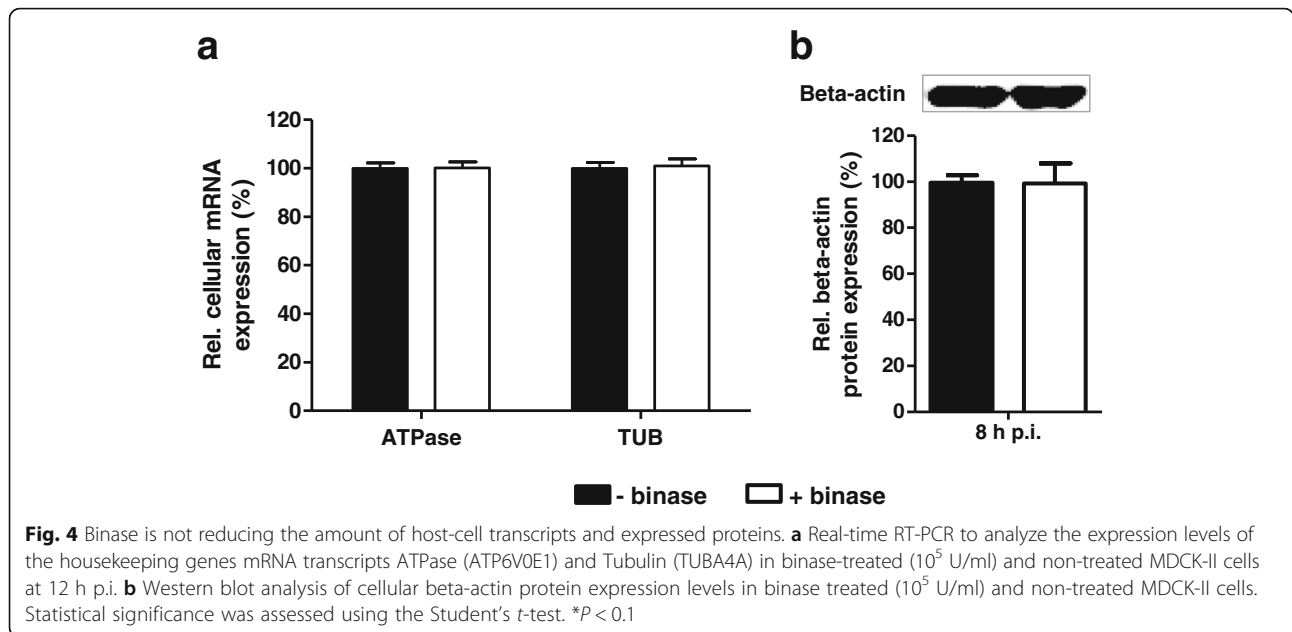 a
b
Beta-actin
Rel. cellular mRNA
expression (%)
120
100
80
60
40
20
0
ATPase
TUB
Rel. beta-actin
protein expression (%)
120
100
80
60
40
20
0
8 h p.i.
- binase
+ binase
Fig. 4 Binase is not reducing the amount of host-cell transcripts and expressed proteins. a Real-time RT-PCR to analyze the expression levels of
the housekeeping genes mRNA transcripts ATPase (ATP6V0E1) and Tubulin (TUBA4A) in binase-treated (10⁵ U/ml) and non-treated MDCK-II cells
at 12 h p.i. b Western blot analysis of cellular beta-actin protein expression levels in binase treated (10⁵ U/ml) and non-treated MDCK-II cells.
Statistical significance was assessed using the Student's t-test. *P < 0.1